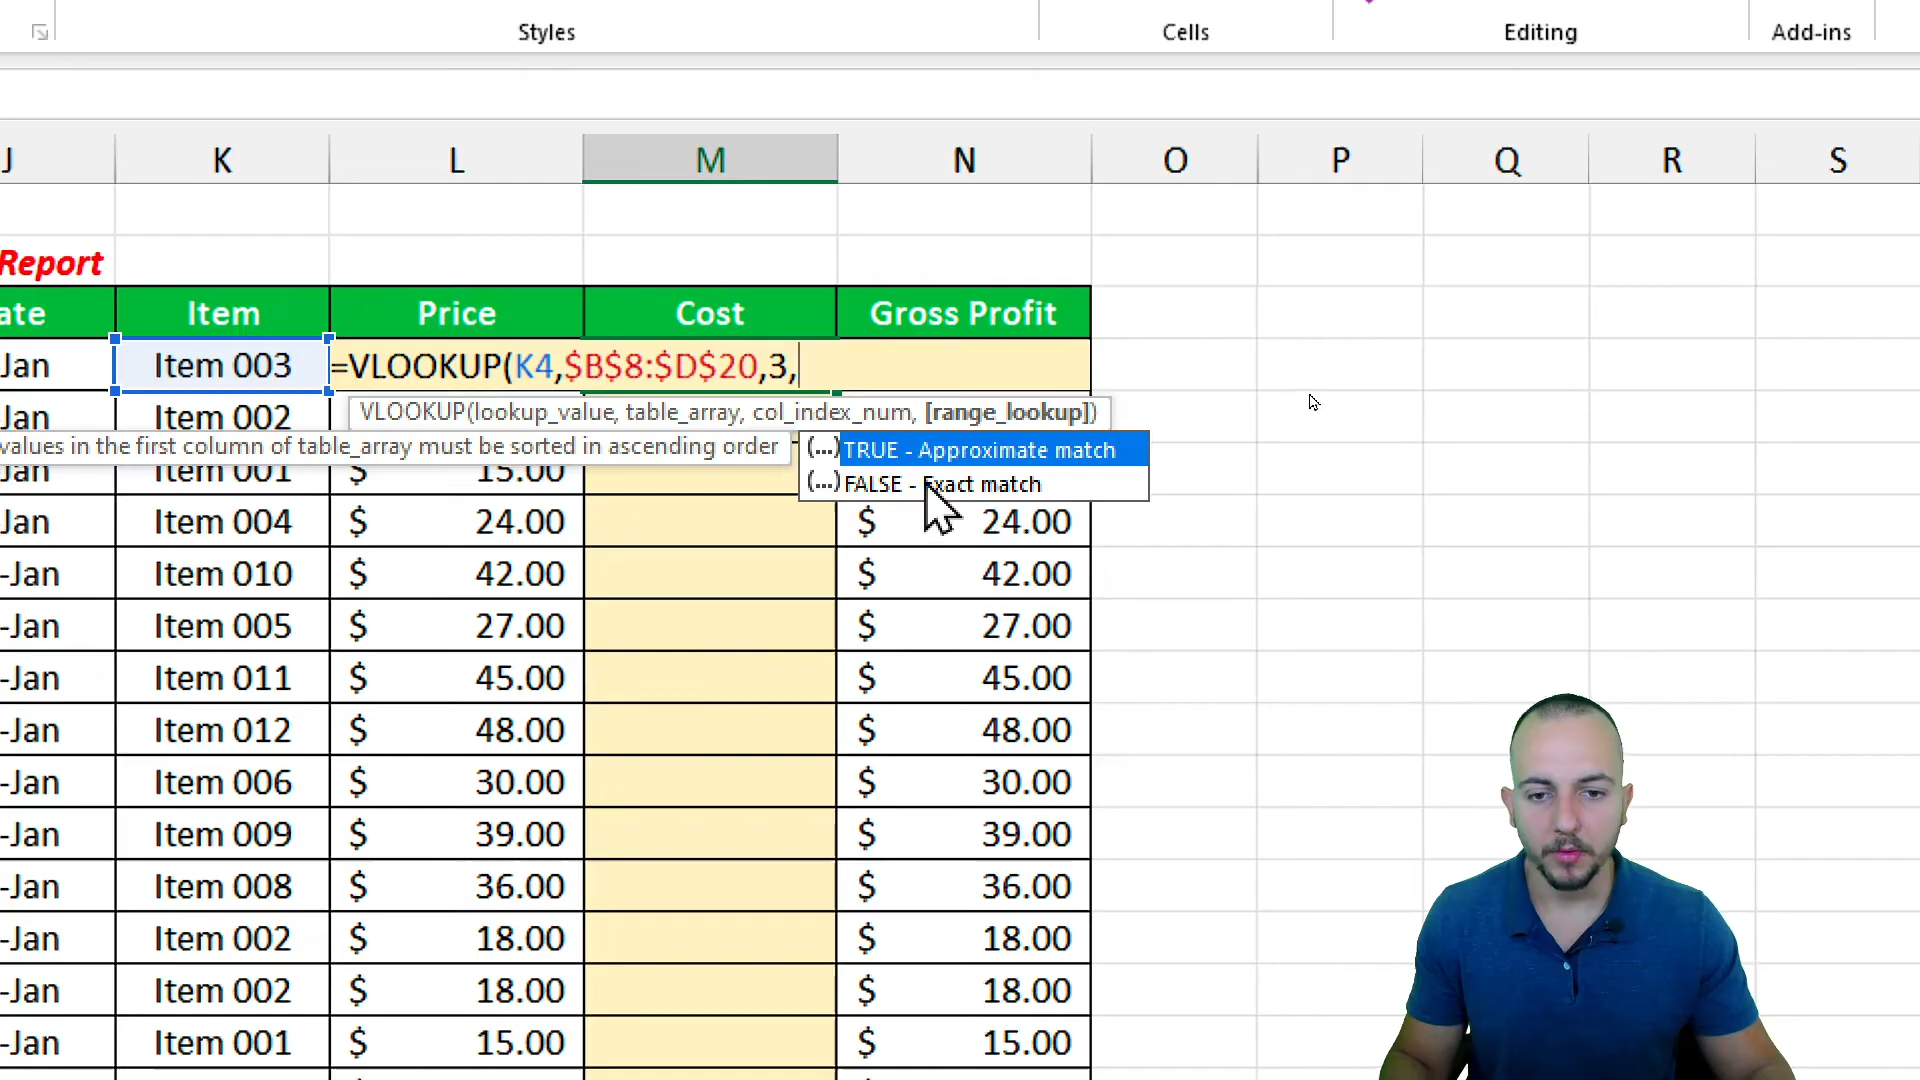 Styles Cells Editing Add-ins
J K L M N O P Q R S
Report
ate Item Price Cost Gross Profit
Jan Item 003 =VLOOKUP(K4,$B$8:$D$20,3,
Jan Item 002 VLOOKUP(lookup_value, table_array, col_index_num, [range_lookup])
values in the first column of table_array must be sorted in ascending order (...) TRUE - Approximate match
Jan Item 001 $ 15.00 (...) FALSE - Exact match
Jan Item 004 $ 24.00 $ 24.00
-Jan Item 010 $ 42.00 $ 42.00
-Jan Item 005 $ 27.00 $ 27.00
-Jan Item 011 $ 45.00 $ 45.00
-Jan Item 012 $ 48.00 $ 48.00
-Jan Item 006 $ 30.00 $ 30.00
-Jan Item 009 $ 39.00 $ 39.00
-Jan Item 008 $ 36.00 $ 36.00
-Jan Item 002 $ 18.00 $ 18.00
-Jan Item 002 $ 18.00 $ 18.00
-Jan Item 001 $ 15.00 $ 15.00